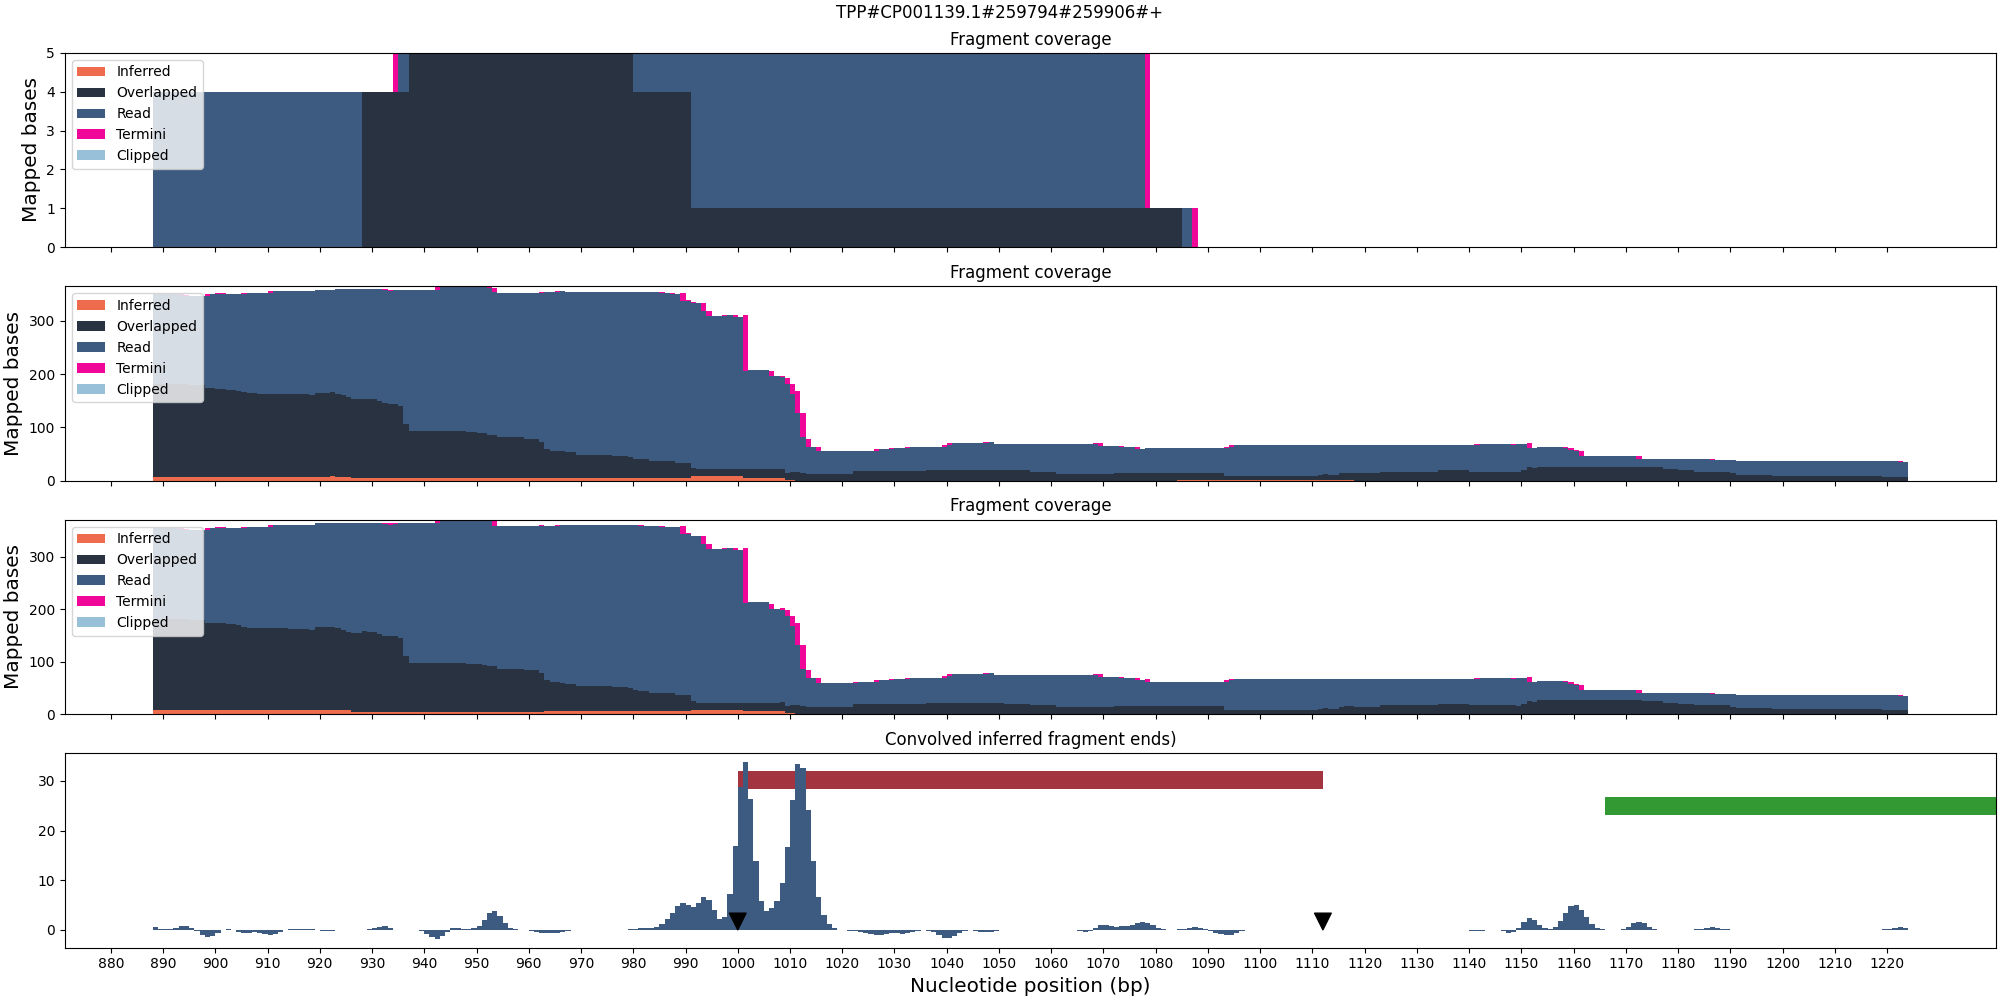 TPP#CP001139.1#259794#259906#+
Fragment coverage
Mapped bases
5
4
3
2
1
0
Inferred
Overlapped
Read
Termini
Clipped
Fragment coverage
Mapped bases
300
200
100
0
Inferred
Overlapped
Read
Termini
Clipped
Fragment coverage
Mapped bases
300
200
100
0
Inferred
Overlapped
Read
Termini
Clipped
Convolved inferred fragment ends)
30
20
10
0
880 890 900 910 920 930 940 950 960 970 980 990 1000 1010 1020 1030 1040 1050 1060 1070 1080 1090 1100 1110 1120 1130 1140 1150 1160 1170 1180 1190 1200 1210 1220
Nucleotide position (bp)